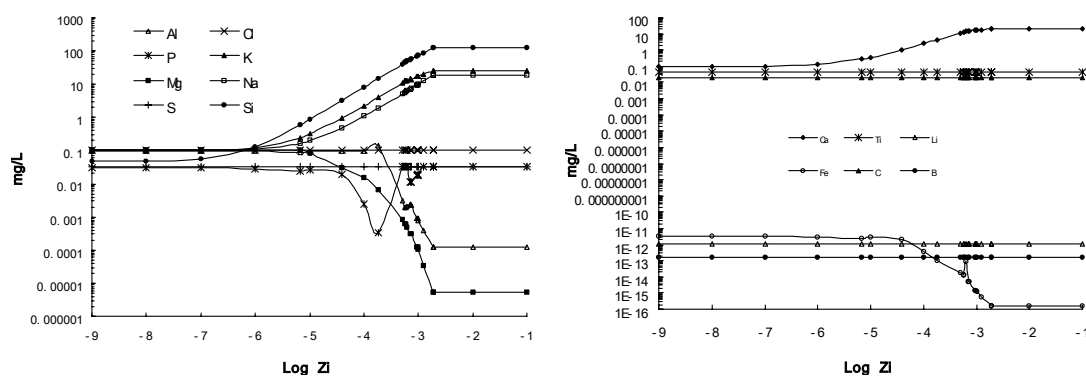 1000
100
10
1
0.1
0.01
0.001
0.0001
0.00001
0.000001
mg/L
Al Cl
P K
Mg Na
S Si
-9 -8 -7 -6 -5 -4 -3 -2 -1
Log Zi
100
10
1
0.1
0.01
0.001
0.0001
0.00001
0.000001
0.0000001
0.00000001
0.000000001
1E-10
1E-11
1E-12
1E-13
1E-14
1E-15
1E-16
mg/L
Ca Ti Li
Fe C B
-9 -8 -7 -6 -5 -4 -3 -2 -1
Log Zi